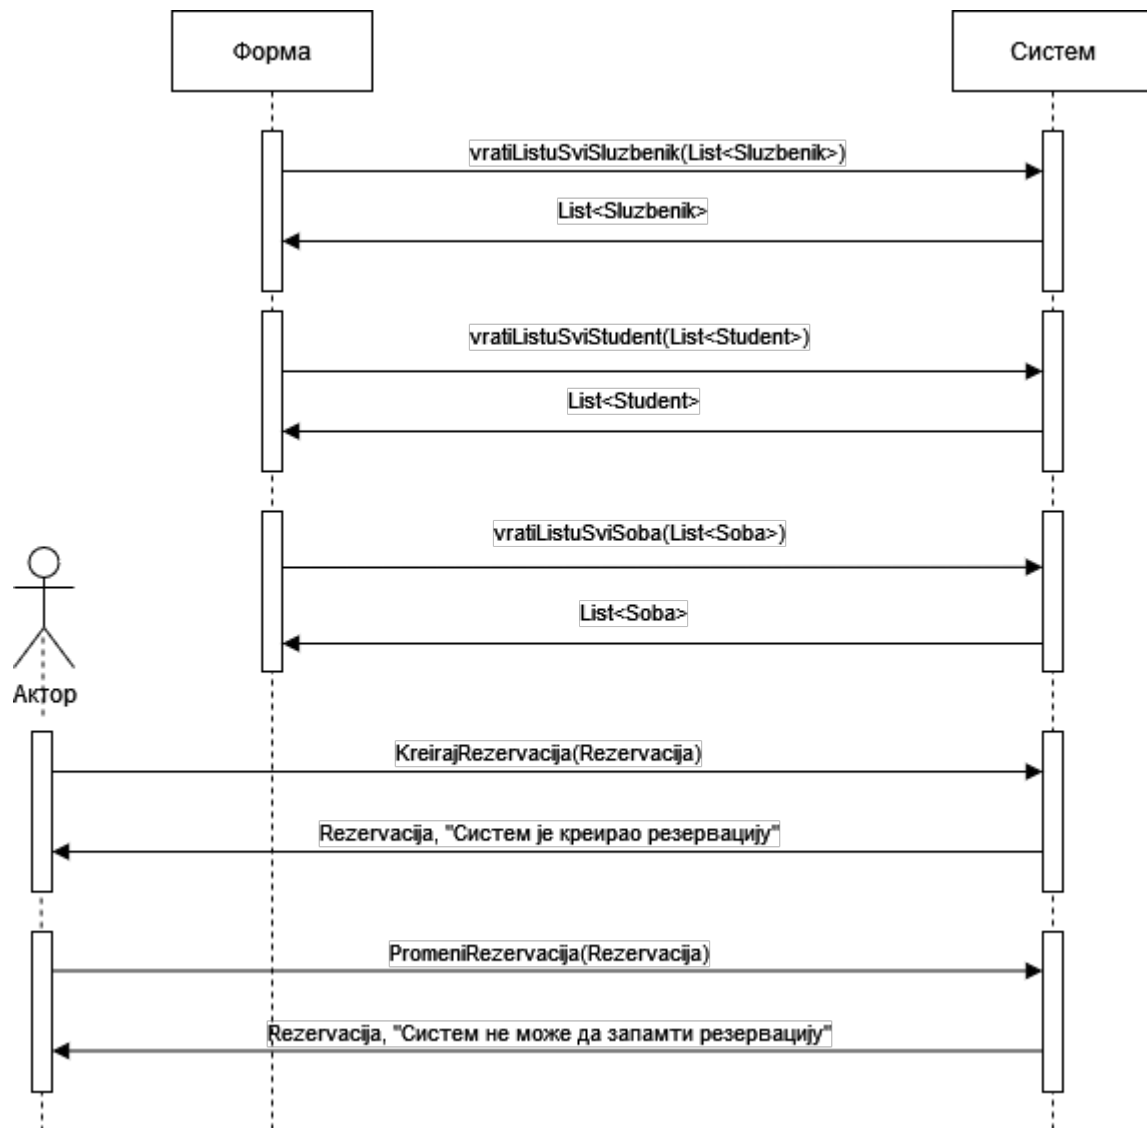 Форма
Систем
vratiListuSviSluzbenik(List<Sluzbenik>)
List<Sluzbenik>
vratiListuSviStudent(List<Student>)
List<Student>
vratiListuSviSoba(List<Soba>)
List<Soba>
Актор
KreirajRezervacija(Rezervacija)
Rezervacija, "Систем је креирао резервацију"
PromeniRezervacija(Rezervacija)
Rezervacija, "Систем не може да запамти резервацију"